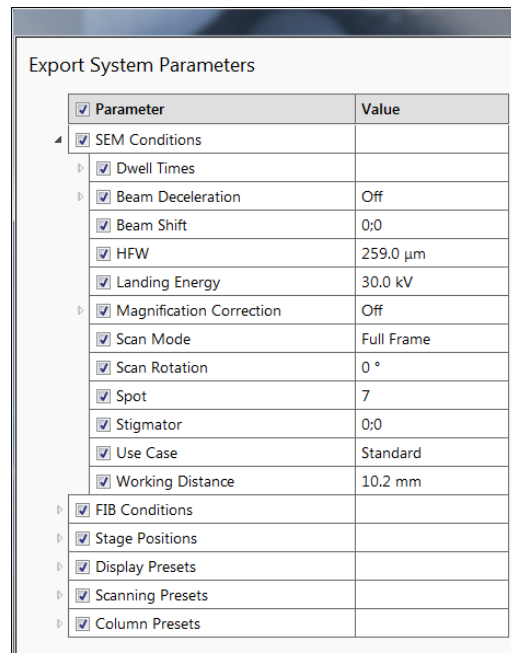 Export System Parameters
Parameter Value
SEM Conditions
Dwell Times
Beam Deceleration Off
Beam Shift 0;0
HFW 259.0 µm
Landing Energy 30.0 kV
Magnification Correction Off
Scan Mode Full Frame
Scan Rotation 0 °
Spot 7
Stigmator 0;0
Use Case Standard
Working Distance 10.2 mm
FIB Conditions
Stage Positions
Display Presets
Scanning Presets
Column Presets